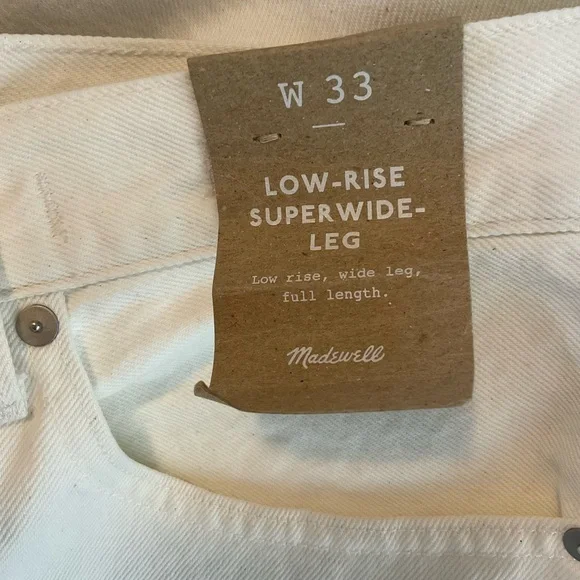 W 33
LOW-RISE
SUPERWIDE-
LEG
Low rise, wide leg,
full length.
Madewell